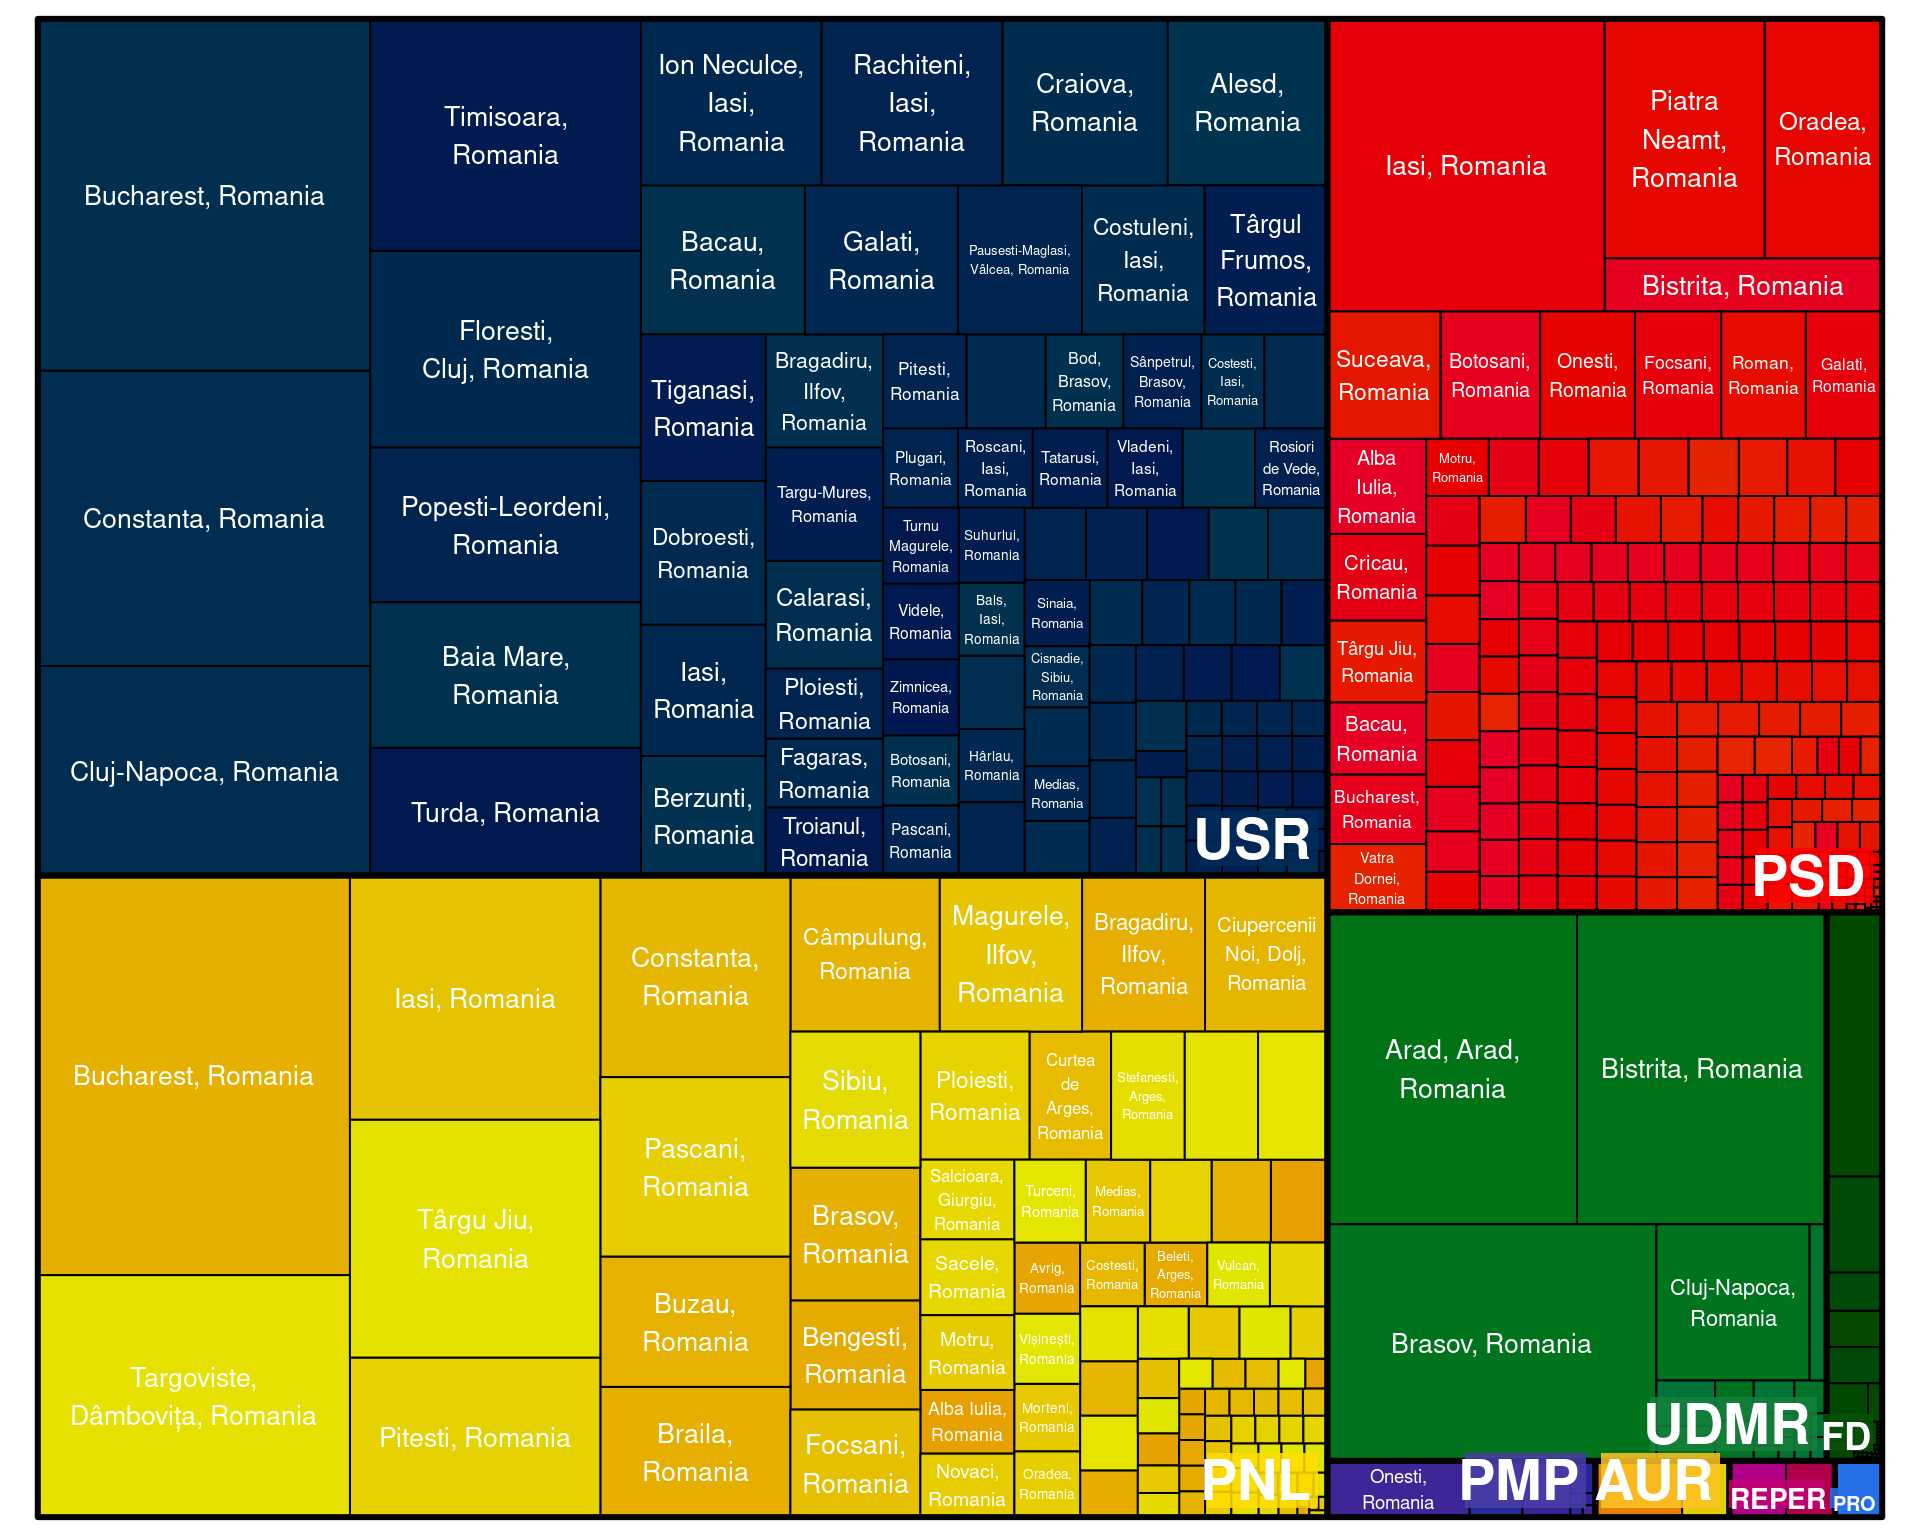 Bucharest, Romania
Constanta, Romania
Cluj-Napoca, Romania
Timisoara,
Romania
Floresti,
Cluj, Romania
Popesti-Leordeni,
Romania
Baia Mare,
Romania
Turda, Romania
Ion Neculce,
Iasi,
Romania
Rachiteni,
Iasi,
Romania
Craiova,
Romania
Alesd,
Romania
Bacau,
Romania
Galati,
Romania
Pausesti-Maglasi,
Vâlcea, Romania
Costuleni,
Iasi,
Romania
Târgul
Frumos,
Romania
Tiganasi,
Romania
Dobroesti,
Romania
Iasi,
Romania
Berzunti,
Romania
Bragadiru,
Ilfov,
Romania
Targu-Mures,
Romania
Calarasi,
Romania
Ploiesti,
Romania
Fagaras,
Romania
Troianul,
Romania
Pitesti,
Romania
Bod,
Brasov,
Romania
Sânpetrul,
Brasov,
Romania
Costesti,
Iasi,
Romania
Plugari,
Romania
Roscani,
Iasi,
Romania
Tatarusi,
Romania
Vladeni,
Iasi,
Romania
Rosiori
de Vede,
Romania
Turnu
Magurele,
Romania
Videle,
Romania
Zimnicea,
Romania
Botosani,
Romania
Pascani,
Romania
Suhurlui,
Romania
Bals,
Iasi,
Romania
Hârlau,
Romania
Sinaia,
Romania
Cisnadie,
Sibiu,
Romania
Medias,
Romania
USR
Iasi, Romania
Piatra
Neamt,
Romania
Oradea,
Romania
Bistrita, Romania
Suceava,
Romania
Botosani,
Romania
Onesti,
Romania
Focsani,
Romania
Roman,
Romania
Galati,
Romania
Alba
Iulia,
Romania
Cricau,
Romania
Târgu Jiu,
Romania
Bacau,
Romania
Bucharest,
Romania
Vatra
Dornei,
Romania
Motru,
Romania
PSD
Bucharest, Romania
Targoviste,
Dâmbovița, Romania
Iasi, Romania
Târgu Jiu,
Romania
Pitesti, Romania
Constanta,
Romania
Pascani,
Romania
Buzau,
Romania
Braila,
Romania
Câmpulung,
Romania
Magurele,
Ilfov,
Romania
Bragadiru,
Ilfov,
Romania
Ciupercenii
Noi, Dolj,
Romania
Sibiu,
Romania
Brasov,
Romania
Bengesti,
Romania
Focsani,
Romania
Ploiesti,
Romania
Curtea
de
Arges,
Romania
Stefanesti,
Arges,
Romania
Salcioara,
Giurgiu,
Romania
Sacele,
Romania
Motru,
Romania
Alba Iulia,
Romania
Novaci,
Romania
Turceni,
Romania
Medias,
Romania
Avrig,
Romania
Costesti,
Romania
Beleti,
Arges,
Romania
Vulcan,
Romania
Vișinești,
Romania
Morteni,
Romania
Oradea,
Romania
PNL
Arad, Arad,
Romania
Bistrita, Romania
Brasov, Romania
Cluj-Napoca,
Romania
UDMR
FD
Onesti,
Romania
PMP
AUR
REPER
PRO